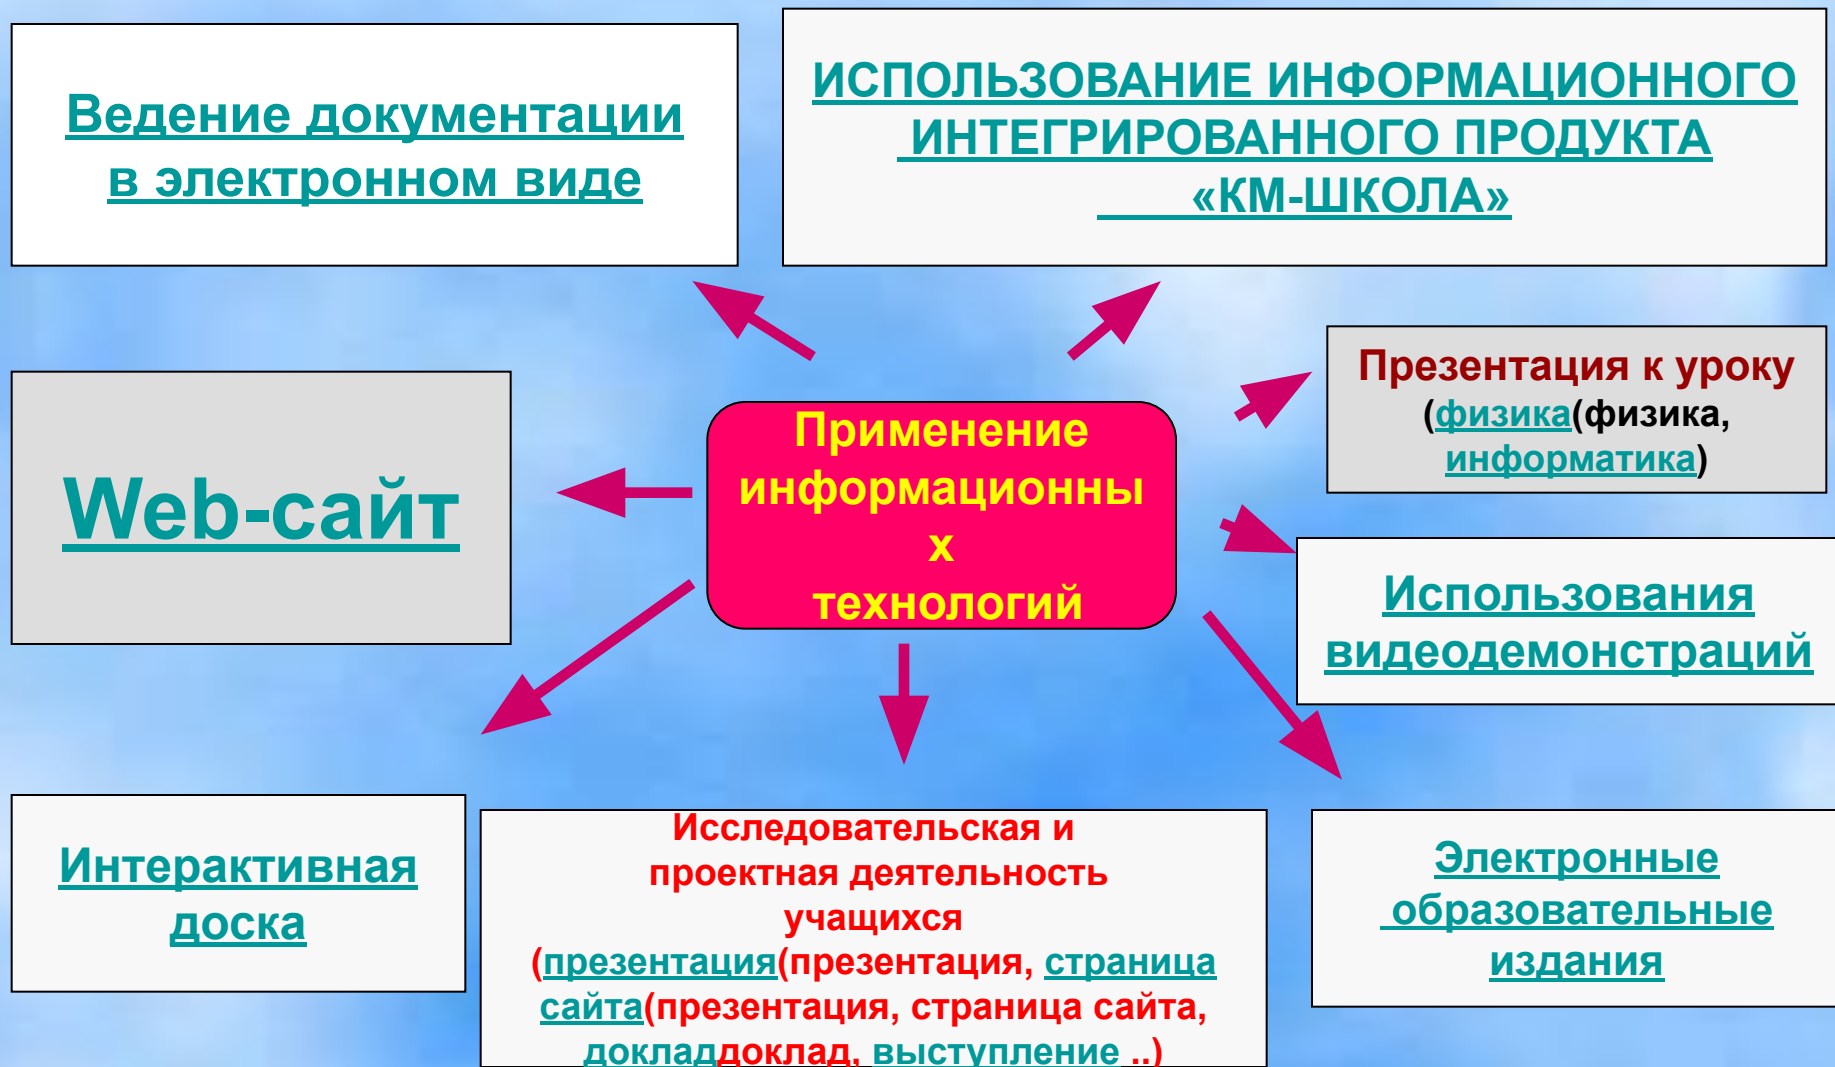 Ведение документации
в электронном виде
ИСПОЛЬЗОВАНИЕ ИНФОРМАЦИОННОГО
ИНТЕГРИРОВАННОГО ПРОДУКТА
«КМ-ШКОЛА»
Презентация к уроку
(физика(физика,
информатика)
Web-сайт
Применение
информационны
х
технологий
Использования
видеодемонстраций
Интерактивная
доска
Исследовательская и
проектная деятельность
учащихся
(презентация(презентация, страница
сайта(презентация, страница сайта,
докладдоклад, выступление ..)
Электронные
образовательные
издания